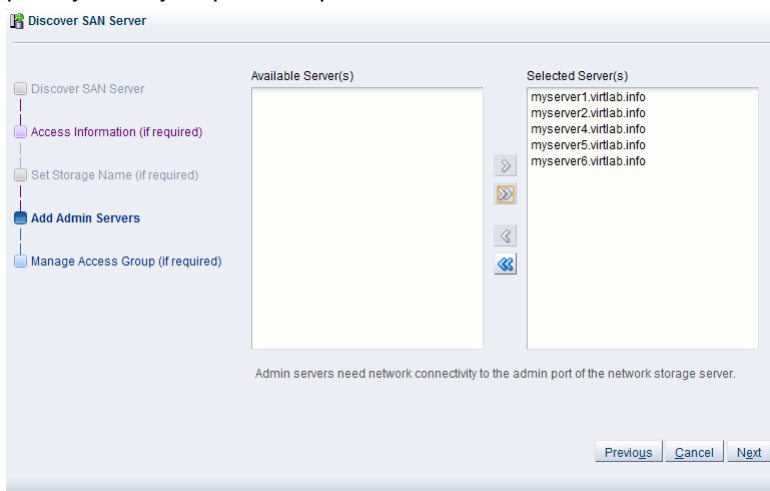 Discover SAN Server
Discover SAN Server
Access Information (if required)
Set Storage Name (if required)
Add Admin Servers
Manage Access Group (if required)
Available Server(s)
Selected Server(s)
myserver1.virtlab.info
myserver2.virtlab.info
myserver4.virtlab.info
myserver5.virtlab.info
myserver6.virtlab.info
Admin servers need network connectivity to the admin port of the network storage server.
Previous Cancel Next